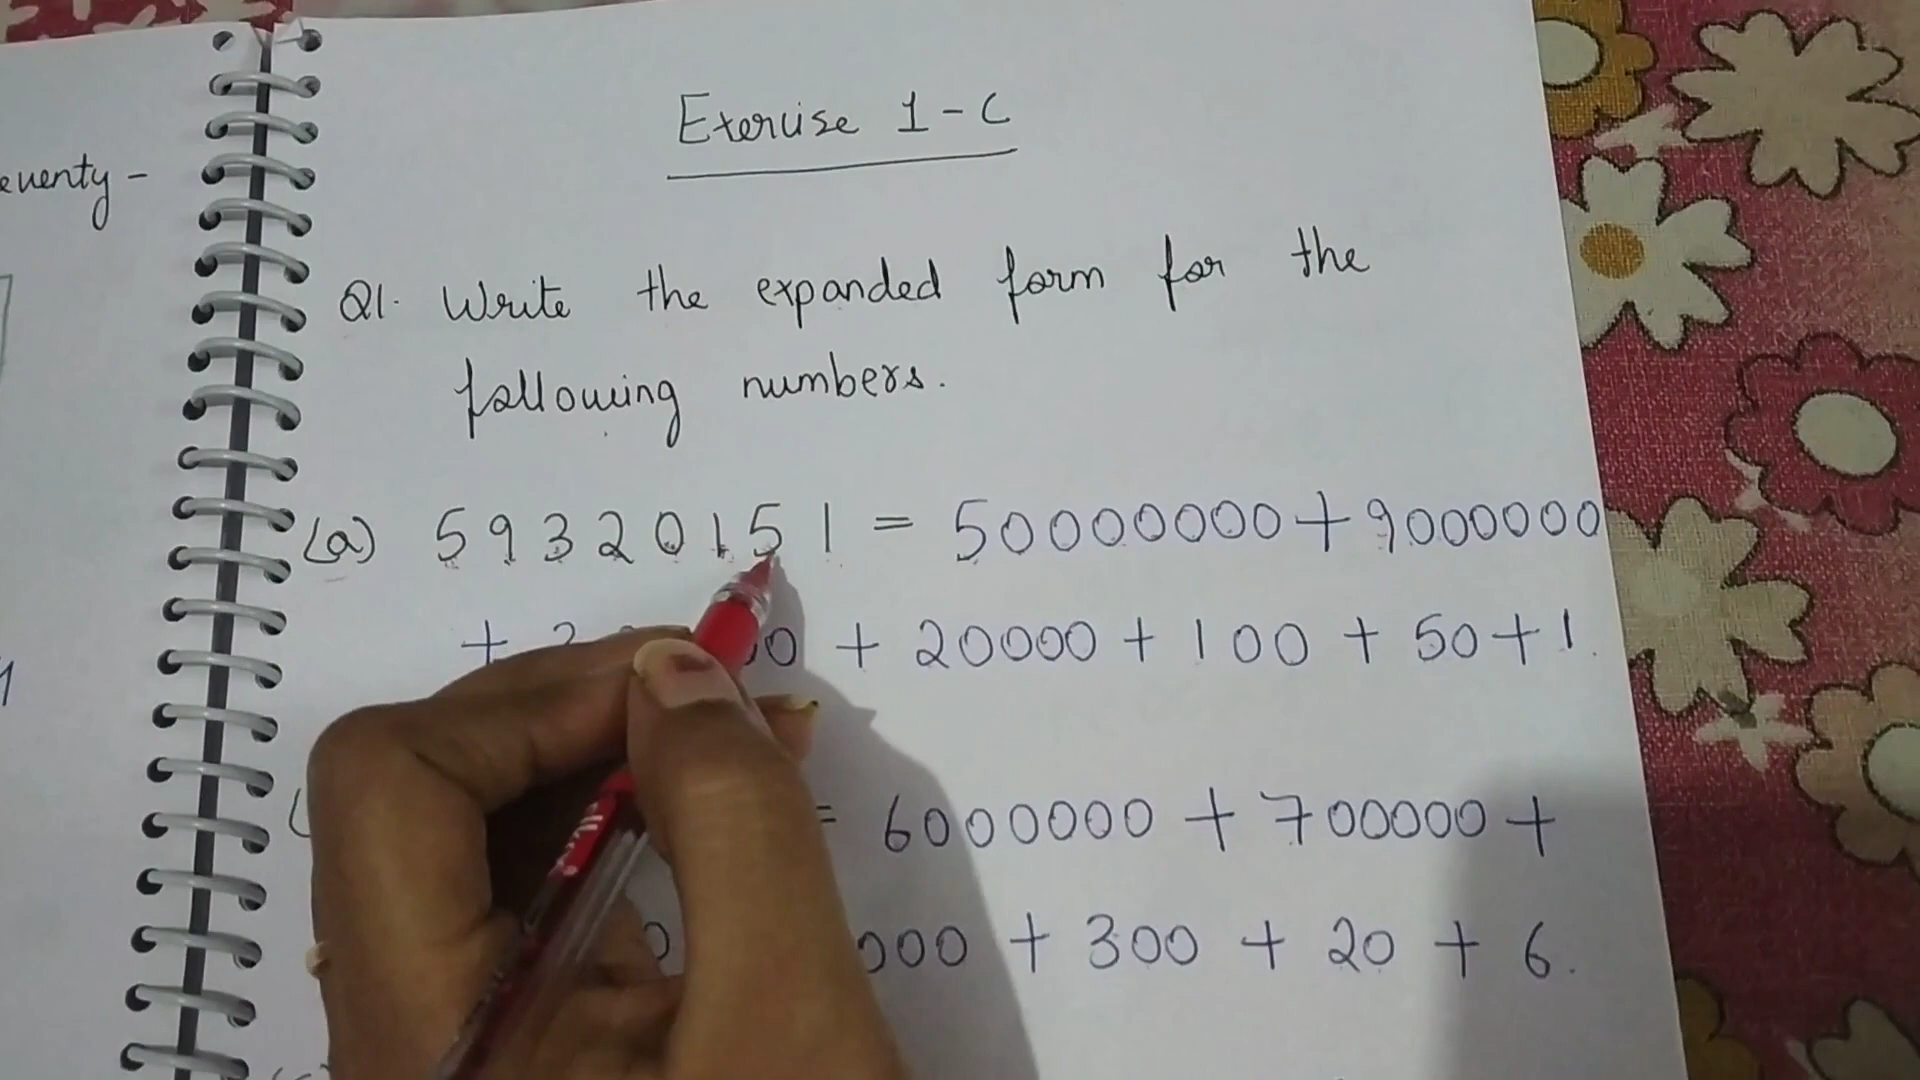 Exercise 1-C
eventy -
Q1. Write the expanded form for the
following numbers.
(a) 59320151 = 50000000 + 9000000
+ 20000 + 100 + 50 + 1.
= 6000000 + 700000 +
+ 300 + 20 + 6.